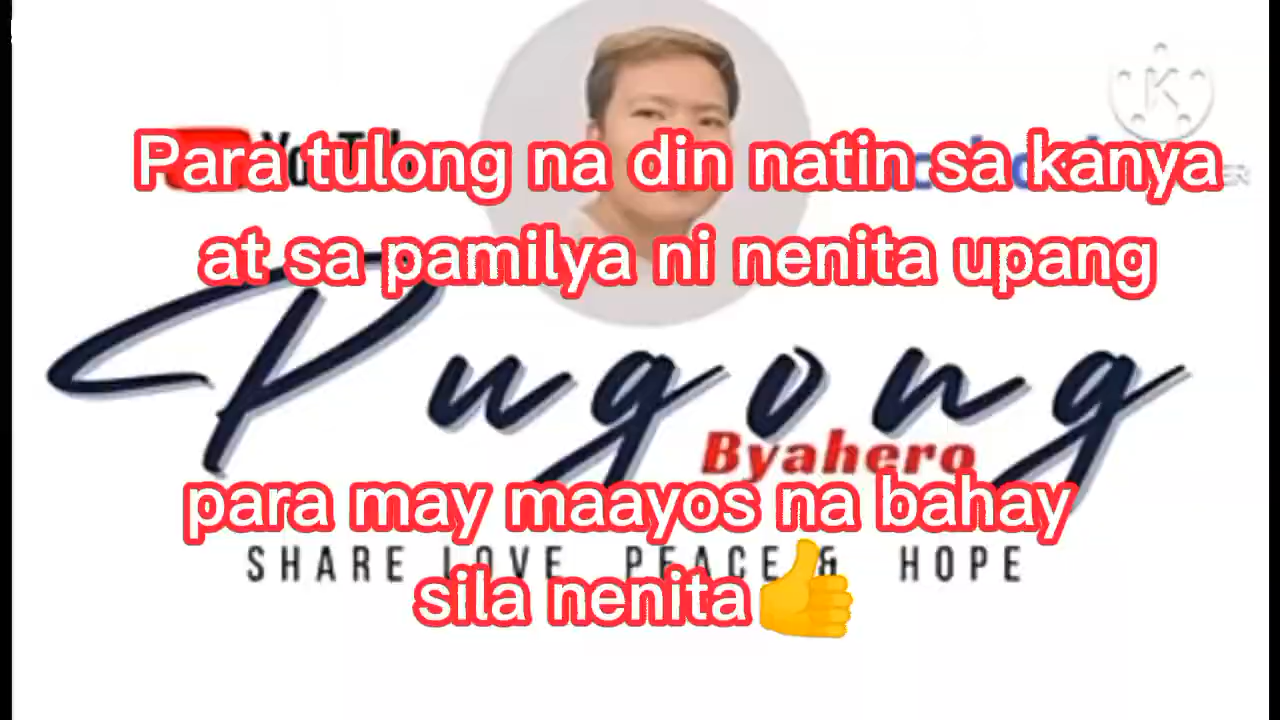 Para tulong na din natin sa kanya
at sa pamilya ni nenita upang
Pugong
Byahero
para may maayos na bahay
SHARE LOVE PEACE & HOPE
sila nenita👍
K